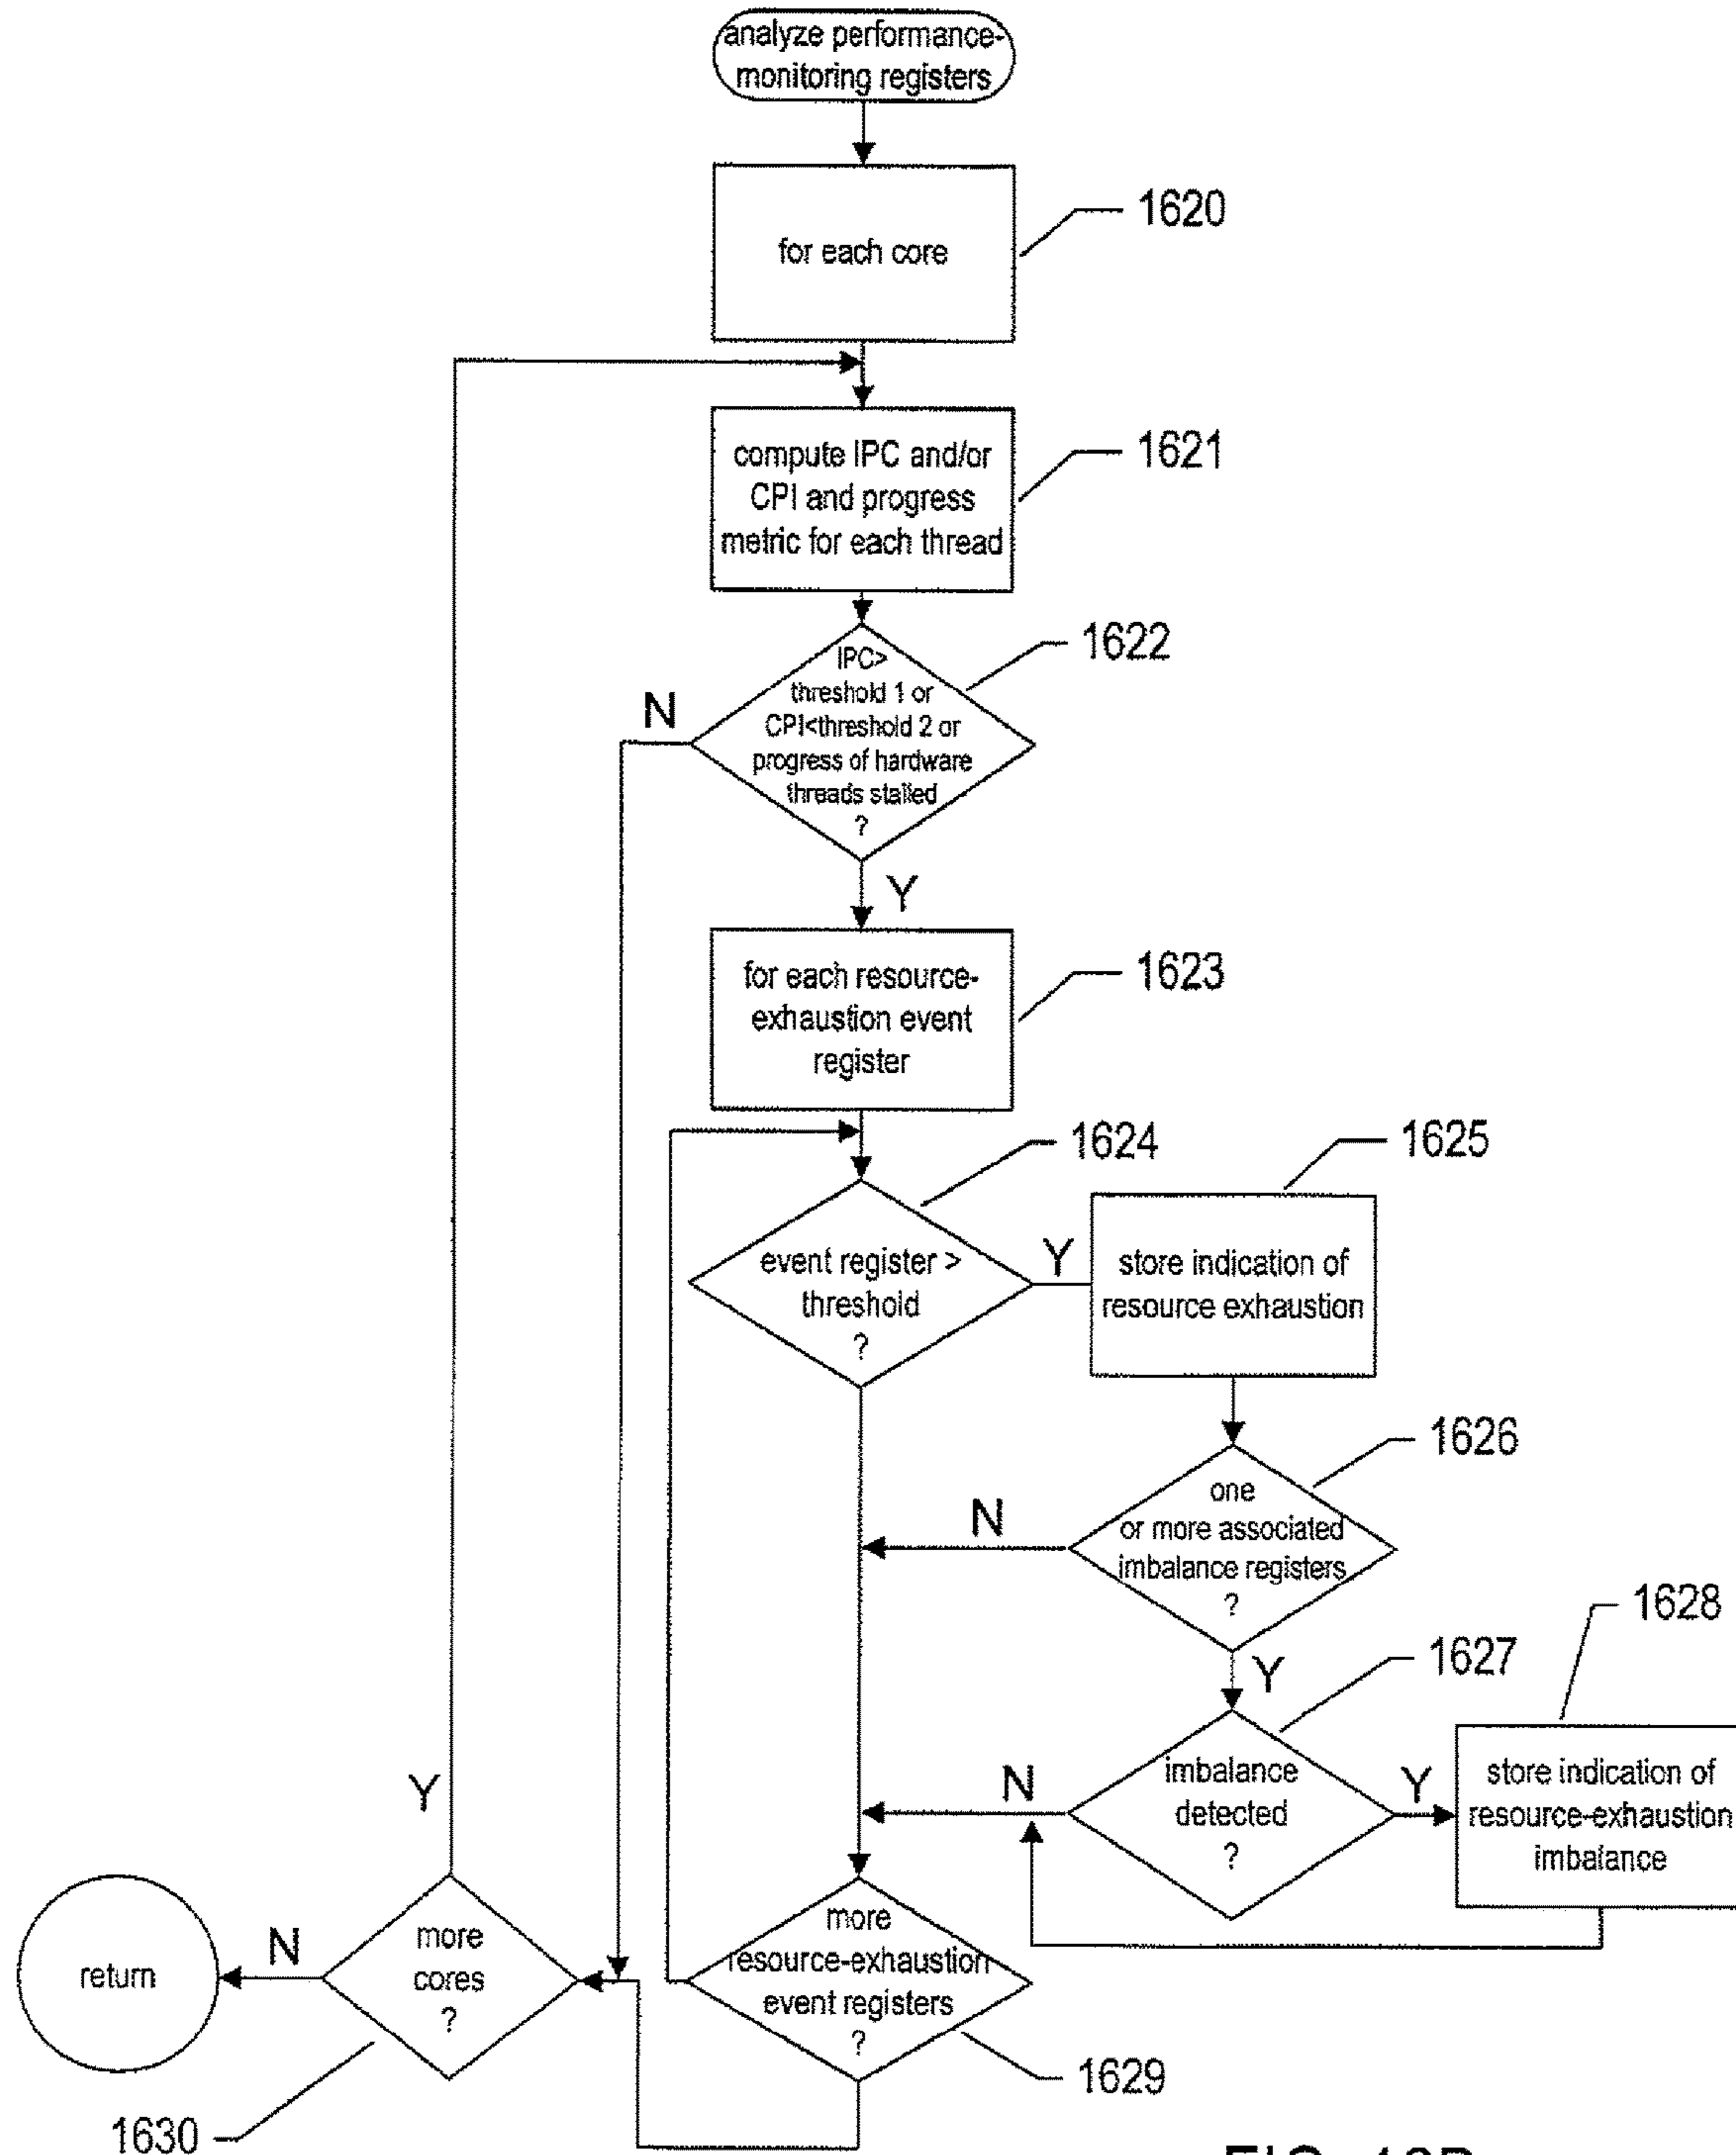 analyze performance-
monitoring registers
for each core
1620
compute IPC and/or
CPI and progress
metric for each thread
1621
IPC>
threshold 1 or
CPI<threshold 2 or
progress of hardware
threads stalled
?
1622
N
Y
for each resource-
exhaustion event
register
1623
event register >
threshold
?
1624
Y
store indication of
resource exhaustion
1625
one
or more associated
imbalance registers
?
1626
N
Y
imbalance
detected
?
1627
N
Y
store indication of
resource-exhaustion
imbalance
1628
more
resource-exhaustion
event registers
?
1629
Y
more
cores
?
N
return
1630